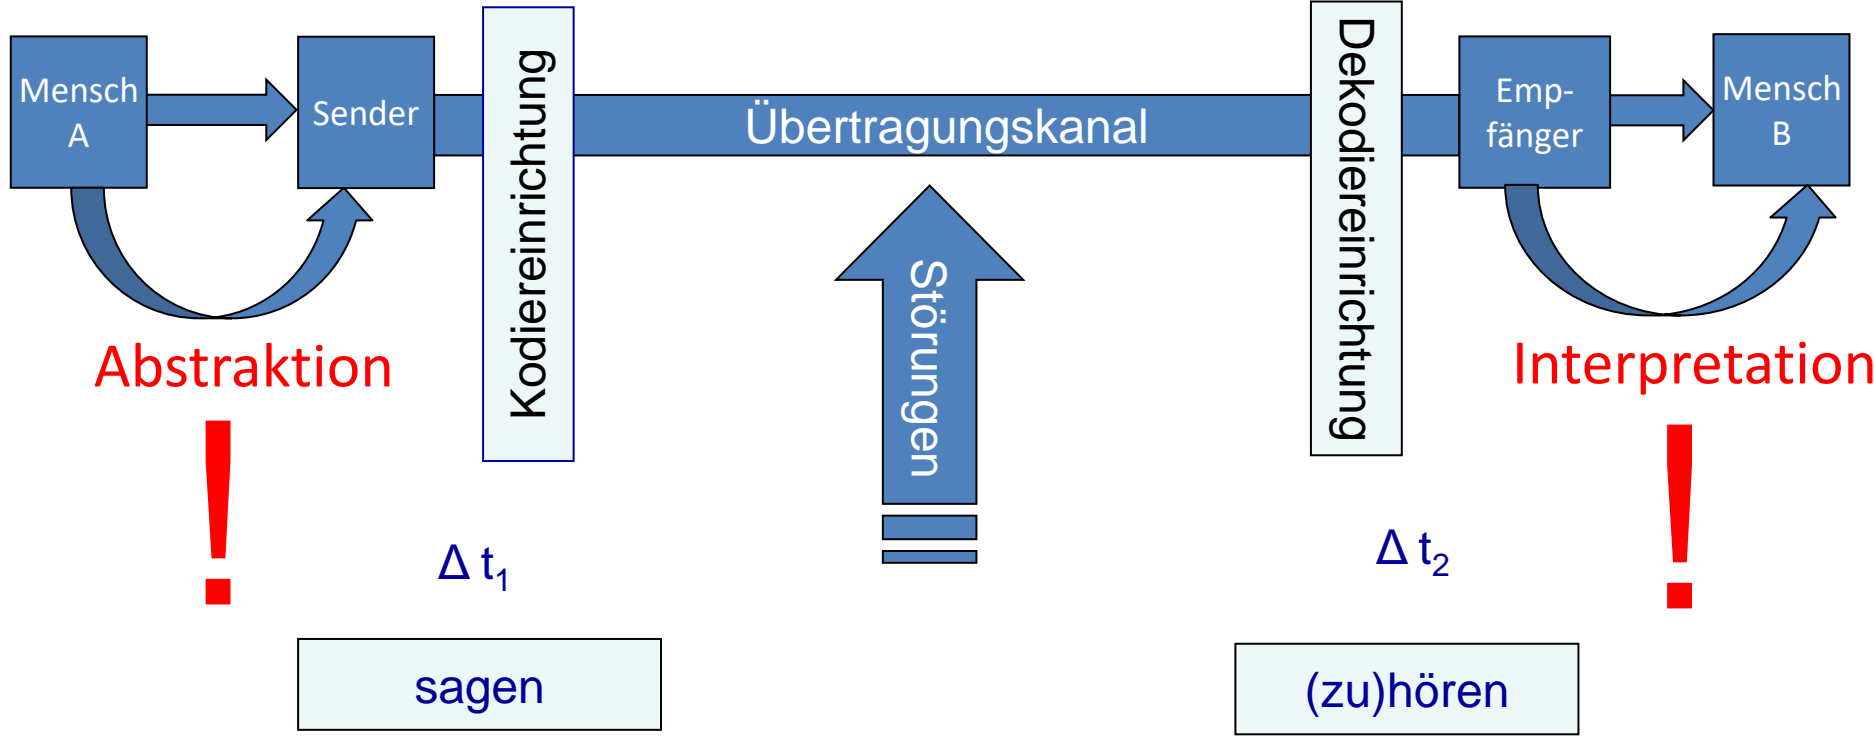 Mensch
A
Sender
Kodiereinrichtung
Übertragungskanal
Dekodiereinrichtung
Emp-
fänger
Mensch
B
Störungen
Abstraktion
!
Interpretation
!
Δ t₁
Δ t₂
sagen
(zu)hören